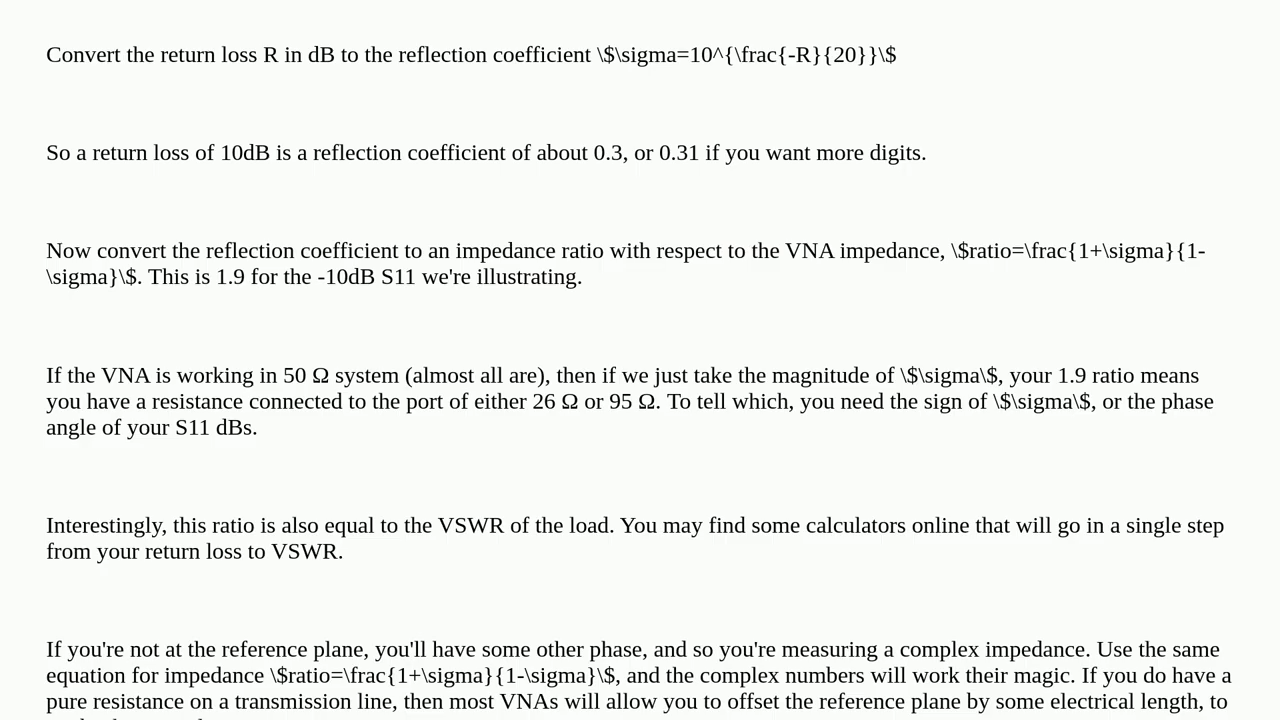 Convert the return loss R in dB to the reflection coefficient \$\sigma=10^{\frac{-R}{20}}\$
So a return loss of 10dB is a reflection coefficient of about 0.3, or 0.31 if you want more digits.
Now convert the reflection coefficient to an impedance ratio with respect to the VNA impedance, \$ratio=\frac{1+\sigma}{1-
\sigma}\$. This is 1.9 for the -10dB S11 we're illustrating.
If the VNA is working in 50 Ω system (almost all are), then if we just take the magnitude of \$\sigma\$, your 1.9 ratio means
you have a resistance connected to the port of either 26 Ω or 95 Ω. To tell which, you need the sign of \$\sigma\$, or the phase
angle of your S11 dBs.
Interestingly, this ratio is also equal to the VSWR of the load. You may find some calculators online that will go in a single step
from your return loss to VSWR.
If you're not at the reference plane, you'll have some other phase, and so you're measuring a complex impedance. Use the same
equation for impedance \$ratio=\frac{1+\sigma}{1-\sigma}\$, and the complex numbers will work their magic. If you do have a
pure resistance on a transmission line, then most VNAs will allow you to offset the reference plane by some electrical length, to